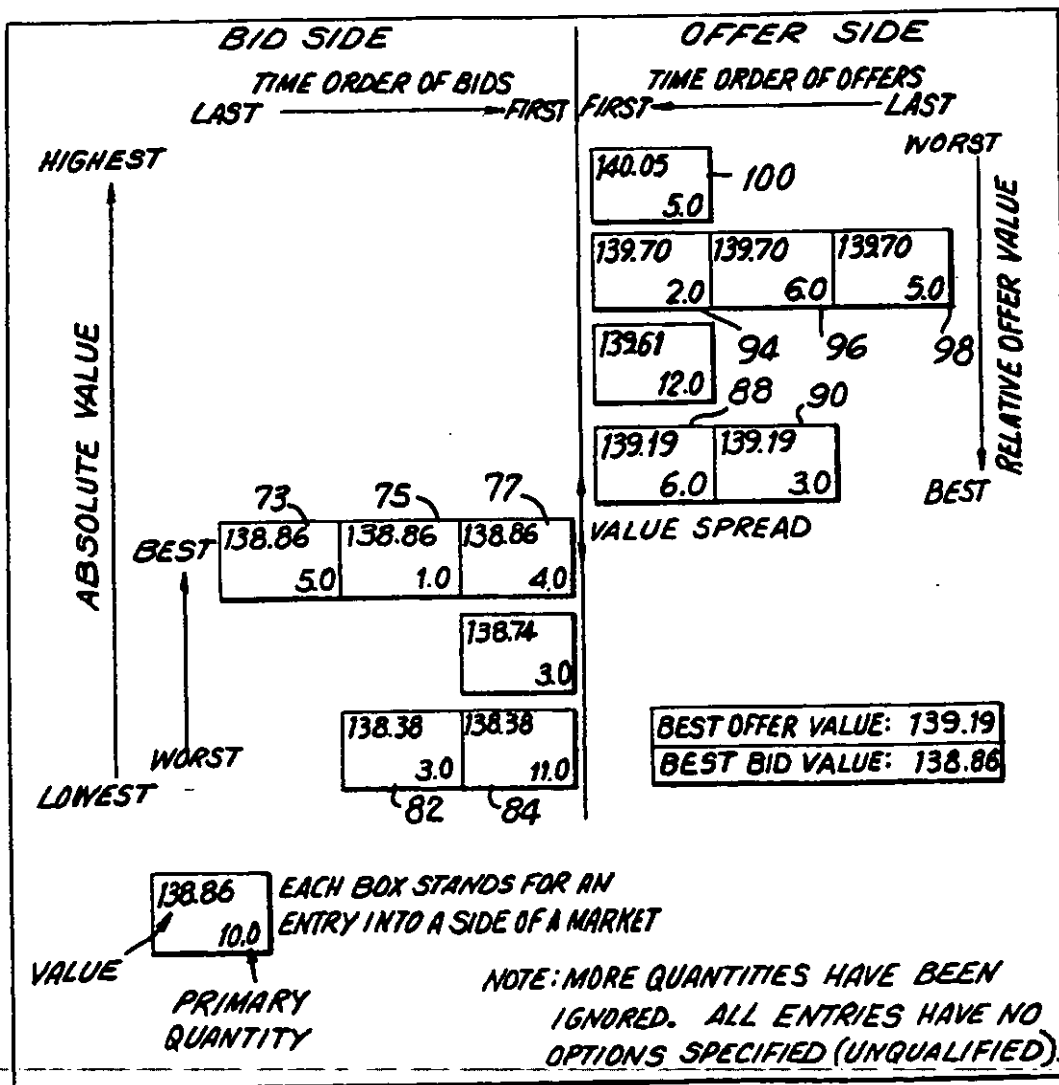 BID SIDE
OFFER SIDE
TIME ORDER OF BIDS
TIME ORDER OF OFFERS
LAST FIRST
FIRST LAST
HIGHEST
WORST
140.05
5.0
100
139.70 139.70 139.70
2.0 6.0 5.0
94 96 98
139.61
12.0
88 90
139.19 139.19
6.0 3.0
RELATIVE OFFER VALUE
BEST
VALUE SPREAD
ABSOLUTE VALUE
73 75 77
BEST
138.86 138.86 138.86
5.0 1.0 4.0
138.74
3.0
138.38 138.38
3.0 11.0
WORST
82 84
LOWEST
BEST OFFER VALUE: 139.19
BEST BID VALUE: 138.86
138.86
10.0
EACH BOX STANDS FOR AN
ENTRY INTO A SIDE OF A MARKET
VALUE
PRIMARY
QUANTITY
NOTE: MORE QUANTITIES HAVE BEEN
IGNORED. ALL ENTRIES HAVE NO
OPTIONS SPECIFIED (UNQUALIFIED).